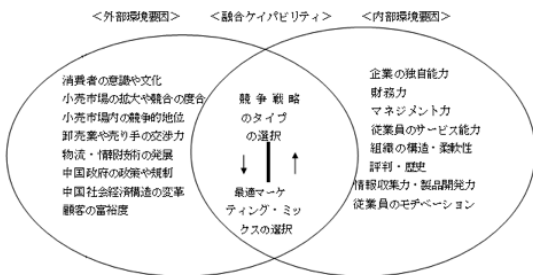 ＜外部環境要因＞
＜融合ケイパビリティ＞
＜内部環境要因＞
消費者の意識や文化
小売市場の拡大や競合の度合
小売市場内の競争的地位
卸売業や売り手の交渉力
物流・情報技術の発展
中国政府の政策や規制
中国社会経済構造の変革
顧客の富裕度
競争戦略
のタイプ
の選択
最適マーケ
ティング・ミッ
クスの選択
企業の独自能力
財務力
マネジメント力
従業員のサービス能力
組織の構造・柔軟性
評判・歴史
情報収集力・製品開発力
従業員のモチベーション